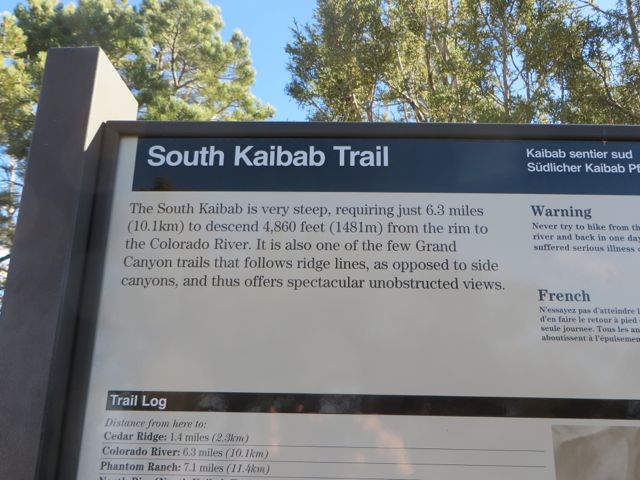 South Kaibab Trail
Kaibab sentier sud
Südlicher Kaibab
The South Kaibab is very steep, requiring just 6.3 miles
(10.1km) to descend 4,860 feet (1481m) from the rim to
the Colorado River. It is also one of the few Grand
Canyon trails that follows ridge lines, as opposed to side
canyons, and thus offers spectacular unobstructed views.
Warning
Never try to hike from
river and back in one
suffered serious illness
French
N'essayez pas d'atteindre
d'en faire le retour à pied
seule journee. Tous les
aboutissent à
Trail Log
Distance from here to:
Cedar Ridge: 1.4 miles (2.3km)
Colorado River: 6.3 miles (10.1km)
Phantom Ranch: 7.1 miles (11.4km)